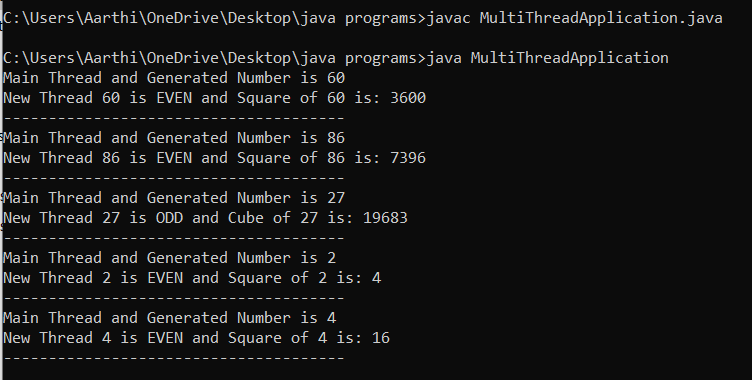 C:\Users\Aarthi\OneDrive\Desktop\java programs>javac MultiThreadApplication.java
C:\Users\Aarthi\OneDrive\Desktop\java programs>java MultiThreadApplication
Main Thread and Generated Number is 60
New Thread 60 is EVEN and Square of 60 is: 3600
--------------------------------------
Main Thread and Generated Number is 86
New Thread 86 is EVEN and Square of 86 is: 7396
--------------------------------------
Main Thread and Generated Number is 27
New Thread 27 is ODD and Cube of 27 is: 19683
--------------------------------------
Main Thread and Generated Number is 2
New Thread 2 is EVEN and Square of 2 is: 4
--------------------------------------
Main Thread and Generated Number is 4
New Thread 4 is EVEN and Square of 4 is: 16
--------------------------------------